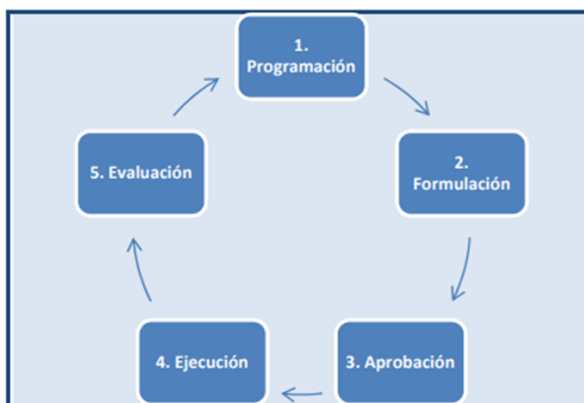 1.
Programación
2.
Formulación
3. Aprobación
4. Ejecución
5. Evaluación